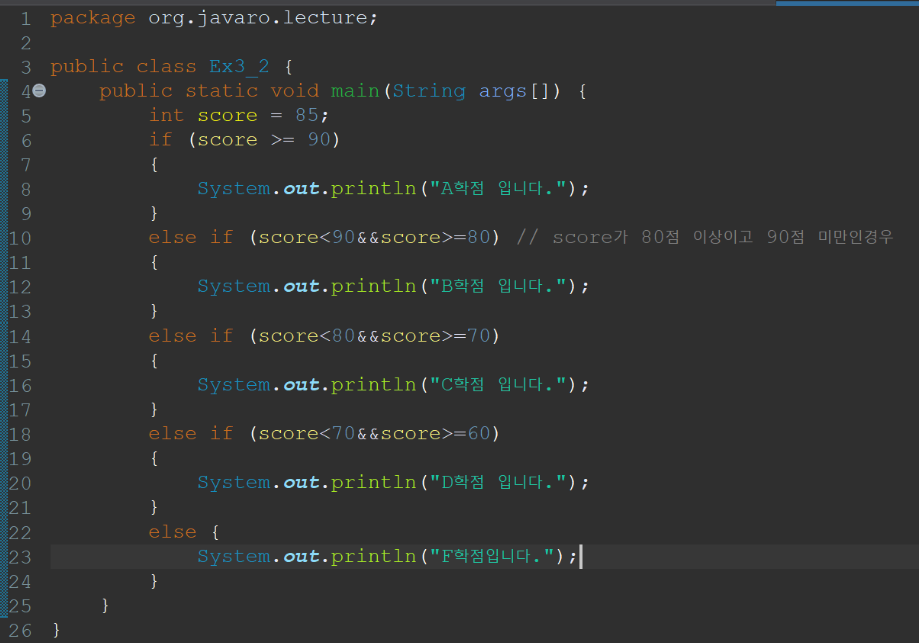 1 package org.javaro.lecture;
2
3 public class Ex3_2 {
4 public static void main(String args[]) {
5 int score = 85;
6 if (score >= 90)
7 {
8 System.out.println("A학점 입니다.");
9 }
10 else if (score<90&&score>=80) // score가 80점 이상이고 90점 미만인경우
11 {
12 System.out.println("B학점 입니다.");
13 }
14 else if (score<80&&score>=70)
15 {
16 System.out.println("C학점 입니다.");
17 }
18 else if (score<70&&score>=60)
19 {
20 System.out.println("D학점 입니다.");
21 }
22 else {
23 System.out.println("F학점입니다.");
24 }
25 }
26 }